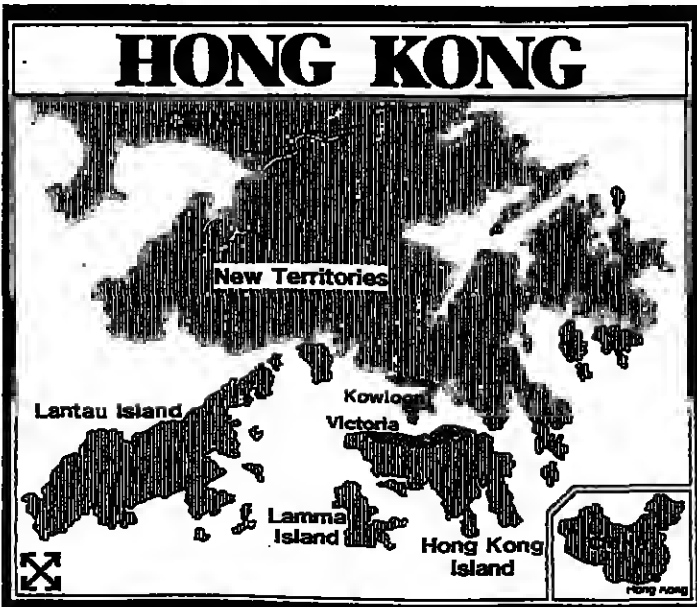 HONG KONG
New Territories
Kowloon
Lantau Island
Victoria
Lamma
Island
Hong Kong
Island
Hong Kong